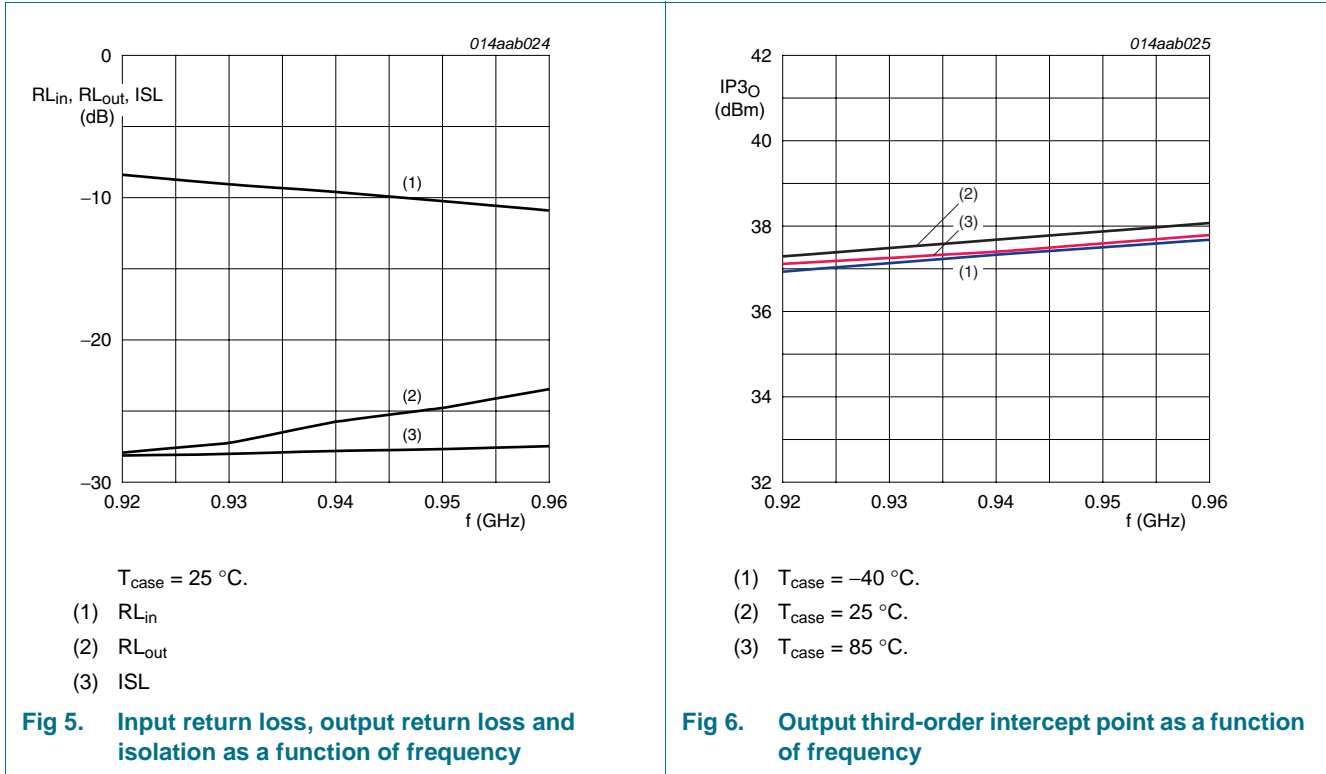 014aab024
RLin, RLout, ISL
(dB)
0
−10
−20
−30
(1)
(2)
(3)
0.92
0.93
0.94
0.95
0.96
f (GHz)
Tcase = 25 °C.
(1) RLin
(2) RLout
(3) ISL
Fig 5. Input return loss, output return loss and
isolation as a function of frequency
014aab025
IP3O
(dBm)
42
40
38
36
34
32
(2)
(3)
(1)
0.92
0.93
0.94
0.95
0.96
f (GHz)
(1) Tcase = −40 °C.
(2) Tcase = 25 °C.
(3) Tcase = 85 °C.
Fig 6. Output third-order intercept point as a function
of frequency